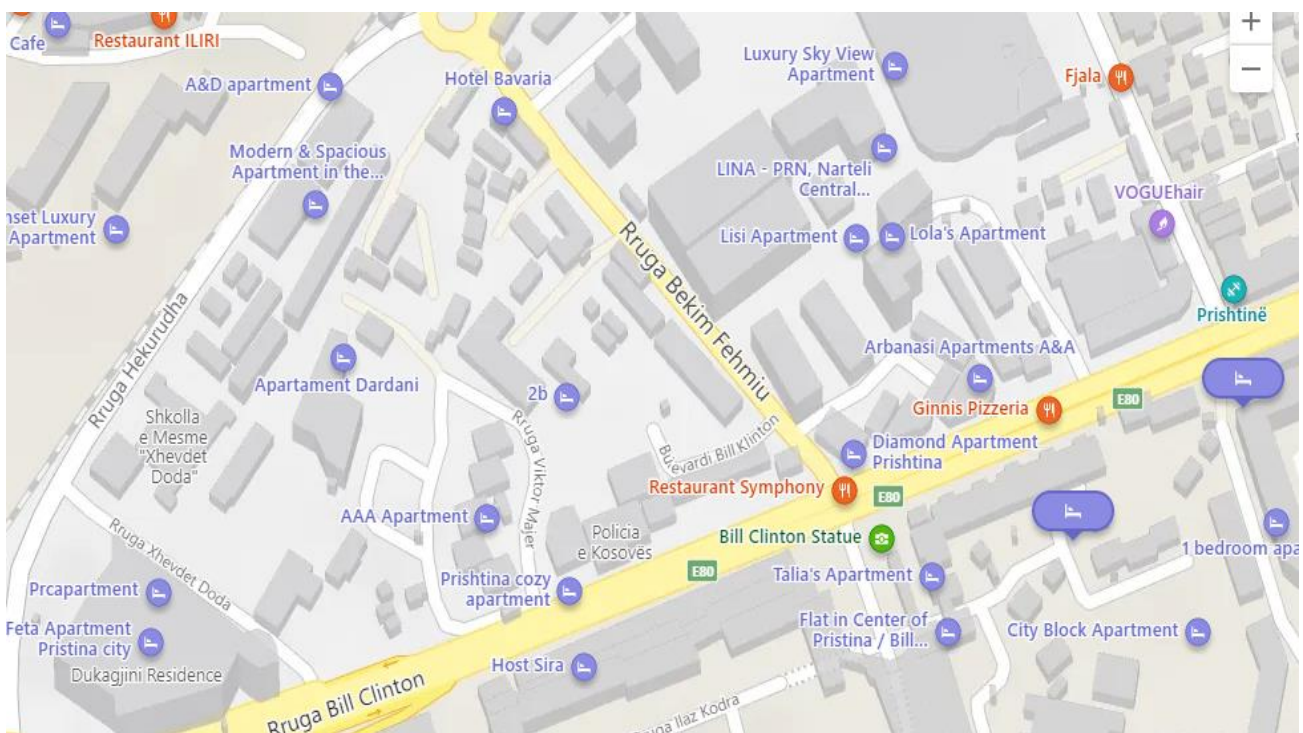 Cafe
Restaurant ILIRI
A&D apartment
Hotel Bavaria
Luxury Sky View
Apartment
Fjala
+
−
Modern & Spacious
Apartment in the...
LINA - PRN, Narteli
Central...
VOGUEhair
nset Luxury
Apartment
Lisi Apartment
Lola's Apartment
Rruga Bekim Fehmiu
Prishtinë
Rruga Hekurudha
Arbanasi Apartments A&A
Apartament Dardani
2b
E80
Ginnis Pizzeria
Shkolla
e Mesme
"Xhevdet
Doda"
Rruga Viktor Majer
Bulevardi Bill Klinton
Diamond Apartment
Prishtina
Restaurant Symphony
E80
AAA Apartment
Policia
e Kosovës
Bill Clinton Statue
1 bedroom apa
Rruga Xhevdet Doda
E80
Prcapartment
Prishtina cozy
apartment
Talia's Apartment
Feta Apartment
Pristina city
Flat in Center of
Pristina / Bill...
City Block Apartment
Dukagjini Residence
Host Sira
Rruga Bill Clinton
Ilaz Kodra